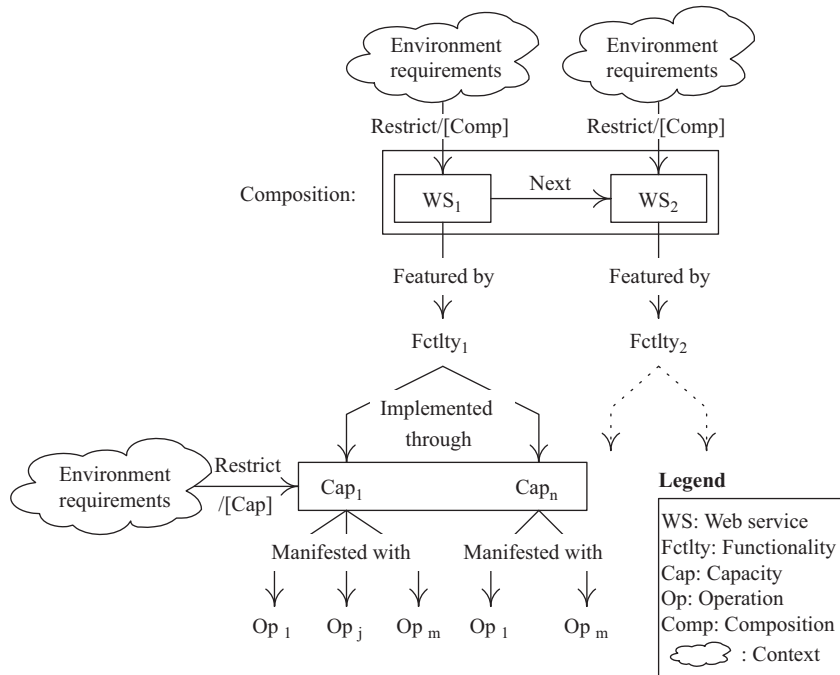 Environment
requirements
Environment
requirements
Restrict/[Comp]
Restrict/[Comp]
Composition:
WS₁
Next
WS₂
Featured by
Featured by
Fctlty₁
Fctlty₂
Implemented
through
Environment
requirements
Restrict
/[Cap]
Cap₁
Capₙ
Manifested with
Manifested with
Op ₁
Op ⱼ
Op ₘ
Op ₁
Op ₘ
Legend
WS: Web service
Fctlty: Functionality
Cap: Capacity
Op: Operation
Comp: Composition
: Context